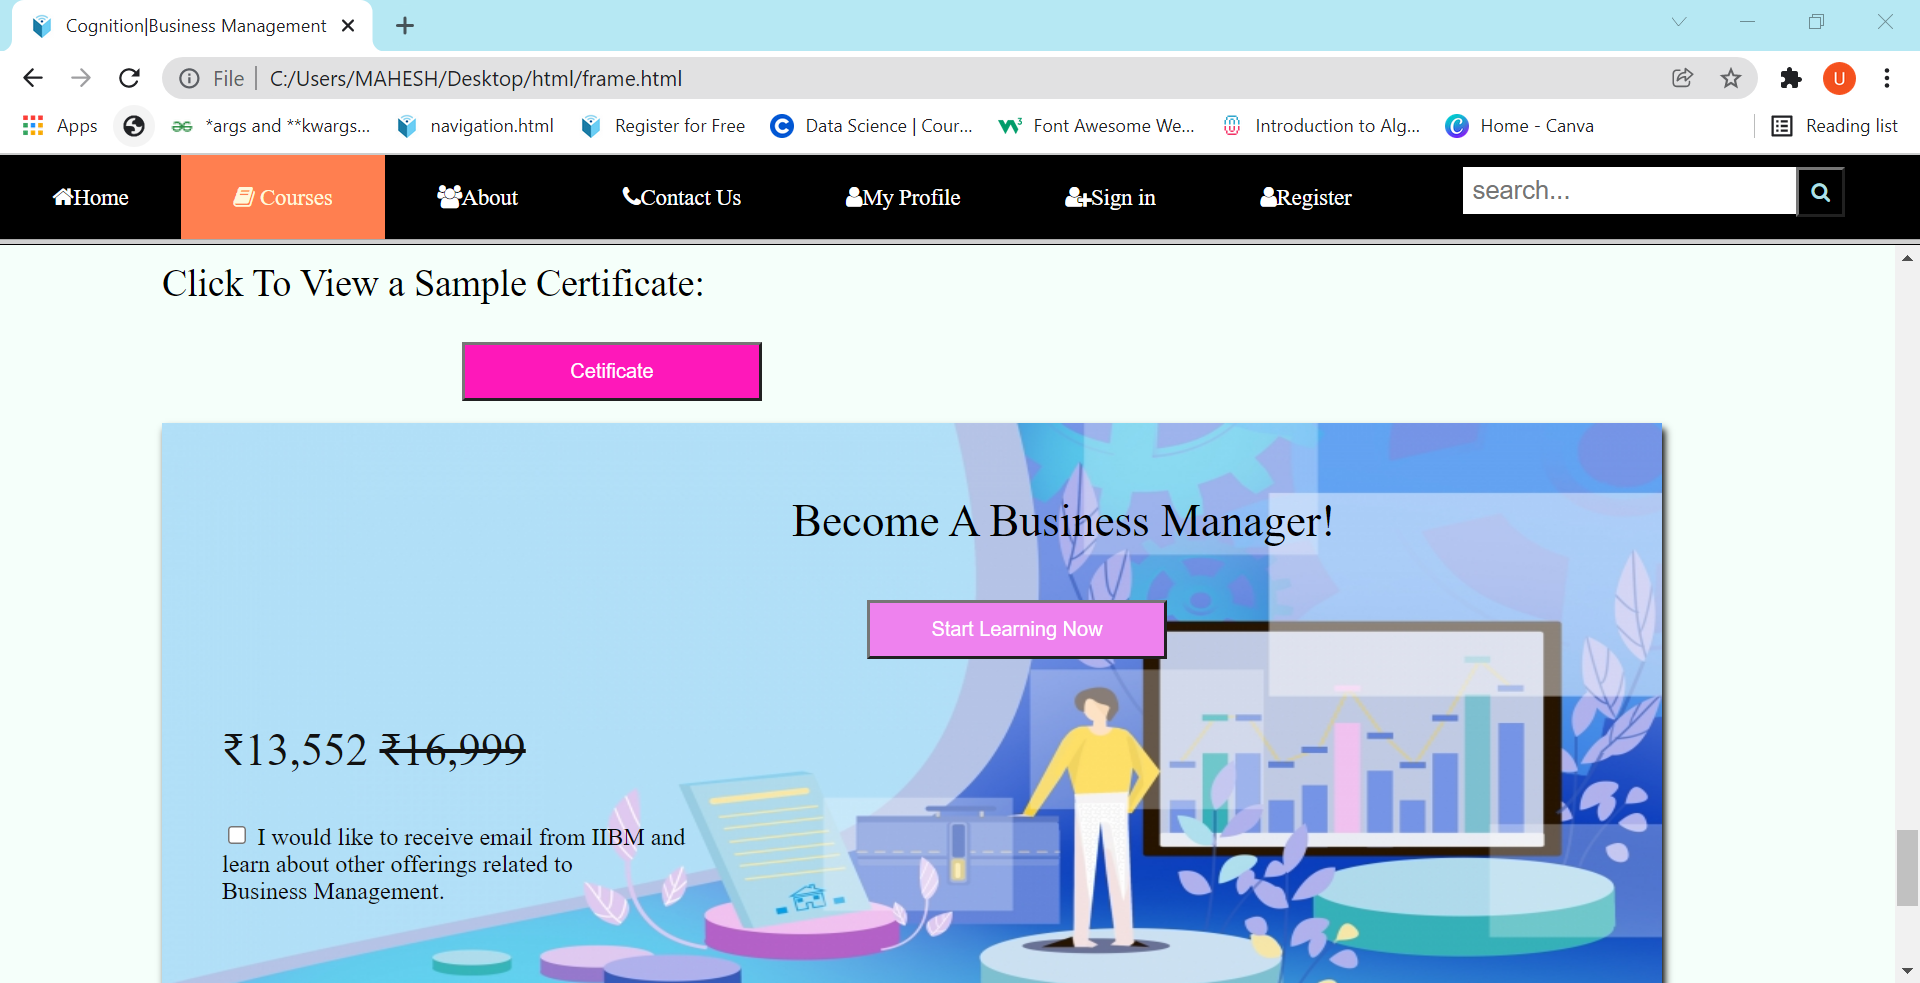 Cognition|Business Management
File C:/Users/MAHESH/Desktop/html/frame.html
U
Apps *args and **kwargs... navigation.html Register for Free Data Science | Cour... Font Awesome We... Introduction to Alg... Home - Canva Reading list
Home Courses About Contact Us My Profile Sign in Register search...
Click To View a Sample Certificate:
Cetificate
Become A Business Manager!
Start Learning Now
₹13,552 ₹16,999
I would like to receive email from IIBM and
learn about other offerings related to
Business Management.